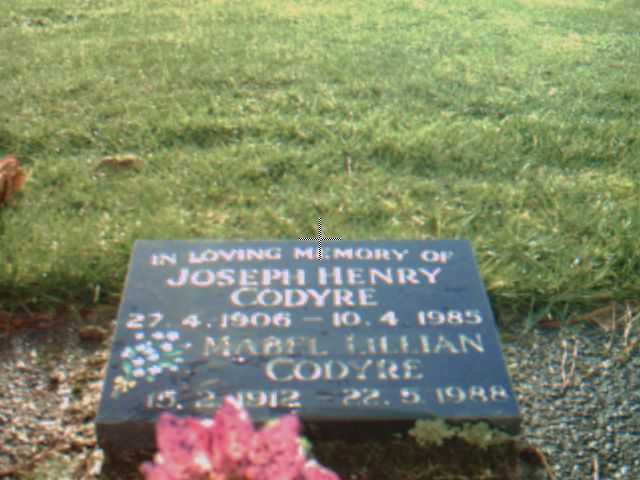 IN LOVING MEMORY OF
JOSEPH HENRY
CODYRE
27. 4. 1906 – 10. 4. 1985
MABEL LILLIAN
CODYRE
15. 2. 1912 – 22. 5. 1988